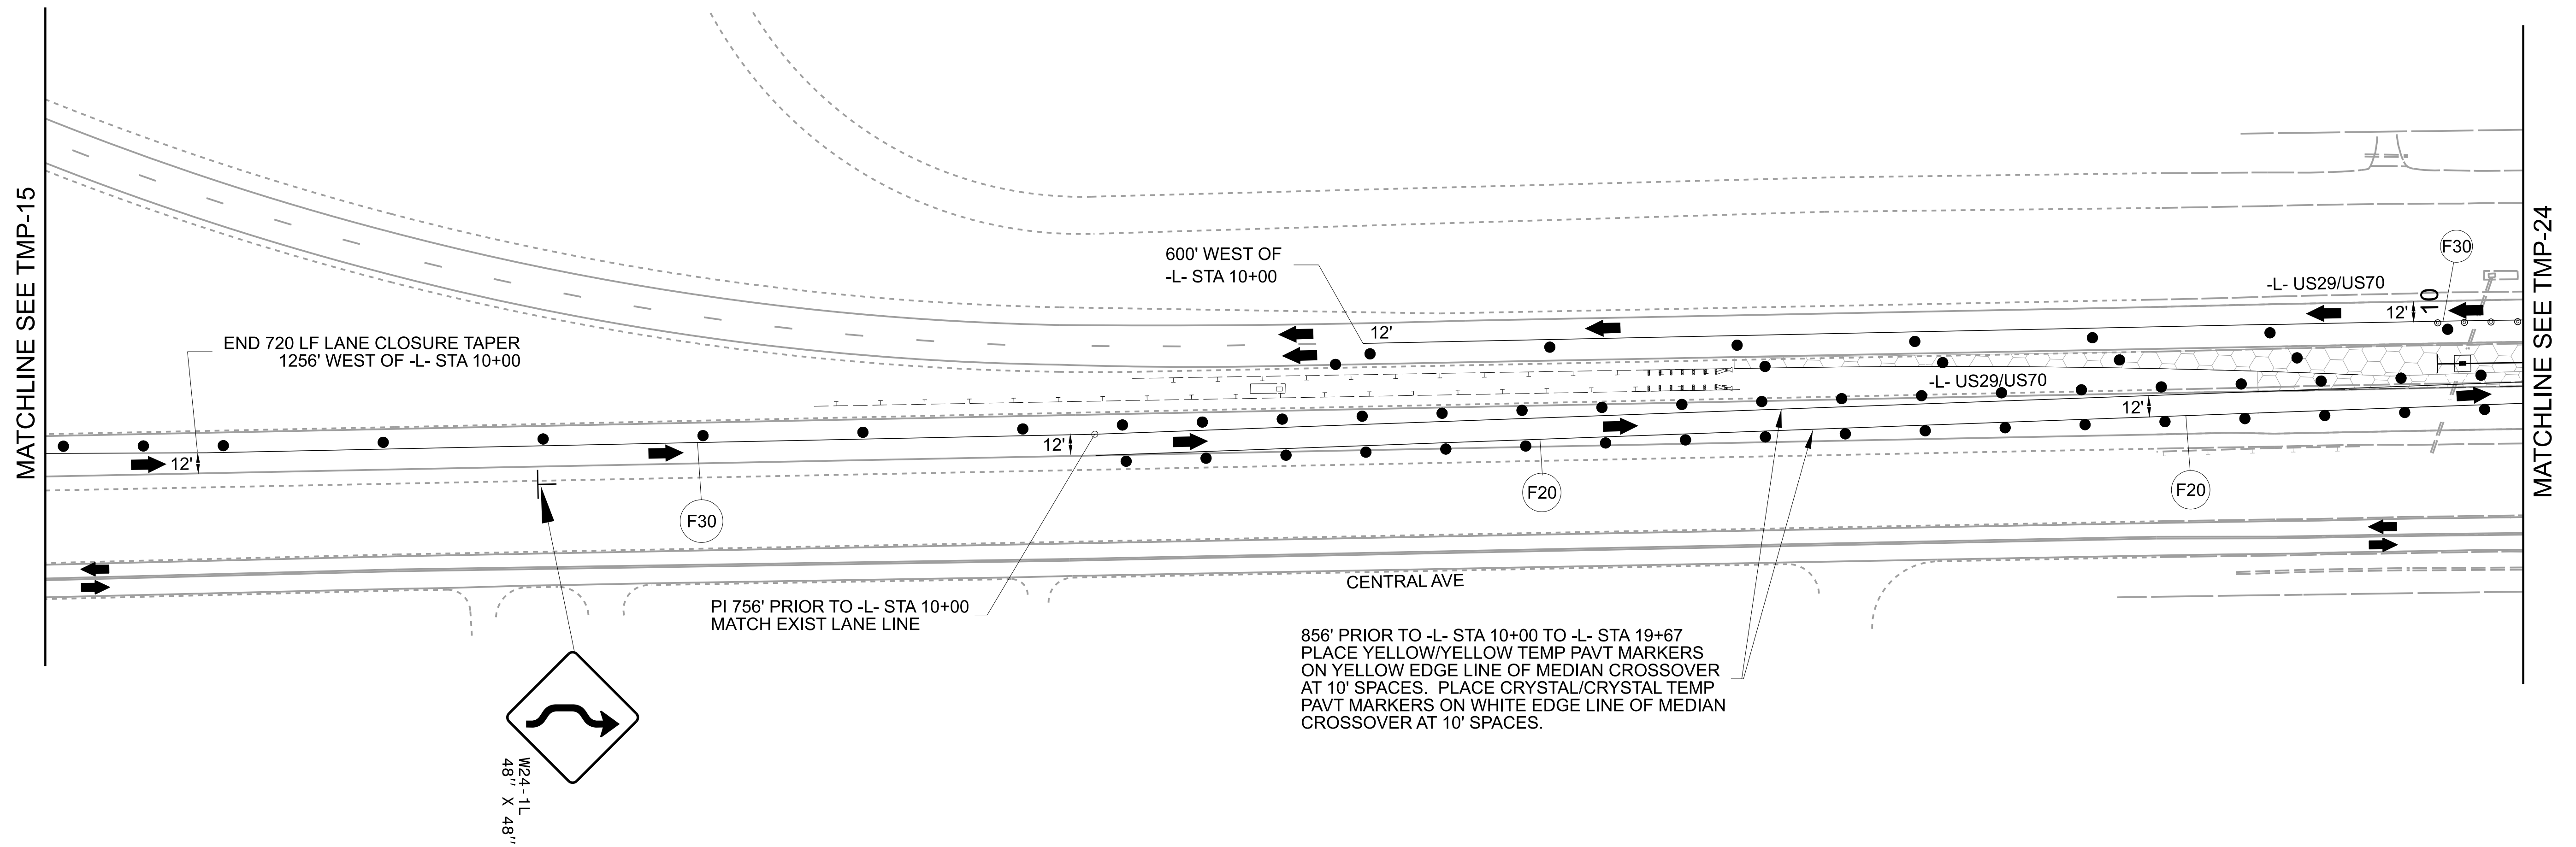 MATCHLINE SEE TMP-15
END 720 LF LANE CLOSURE TAPER
1256' WEST OF -L- STA 10+00
12'
F30
W24-1L
48'' X 48''
PI 756' PRIOR TO -L- STA 10+00
MATCH EXIST LANE LINE
12'
600' WEST OF
-L- STA 10+00
12'
F20
CENTRAL AVE
856' PRIOR TO -L- STA 10+00 TO -L- STA 19+67
PLACE YELLOW/YELLOW TEMP PAVT MARKERS
ON YELLOW EDGE LINE OF MEDIAN CROSSOVER
AT 10' SPACES. PLACE CRYSTAL/CRYSTAL TEMP
PAVT MARKERS ON WHITE EDGE LINE OF MEDIAN
CROSSOVER AT 10' SPACES.
-L- US29/US70
12'
F20
-L- US29/US70
12'
10
F30
MATCHLINE SEE TMP-24